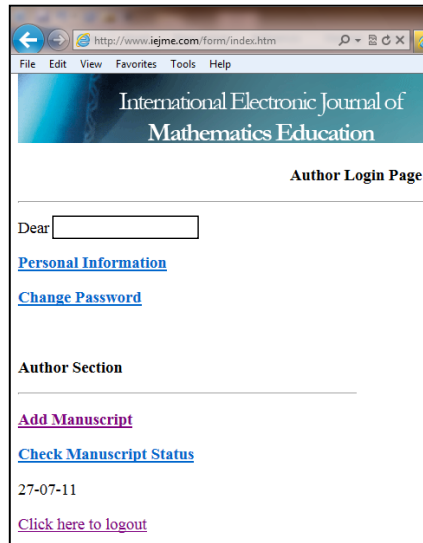 http://www.iejme.com/form/index.htm
File Edit View Favorites Tools Help
International Electronic Journal of
Mathematics Education
Author Login Page
Dear
Personal Information
Change Password
Author Section
Add Manuscript
Check Manuscript Status
27-07-11
Click here to logout